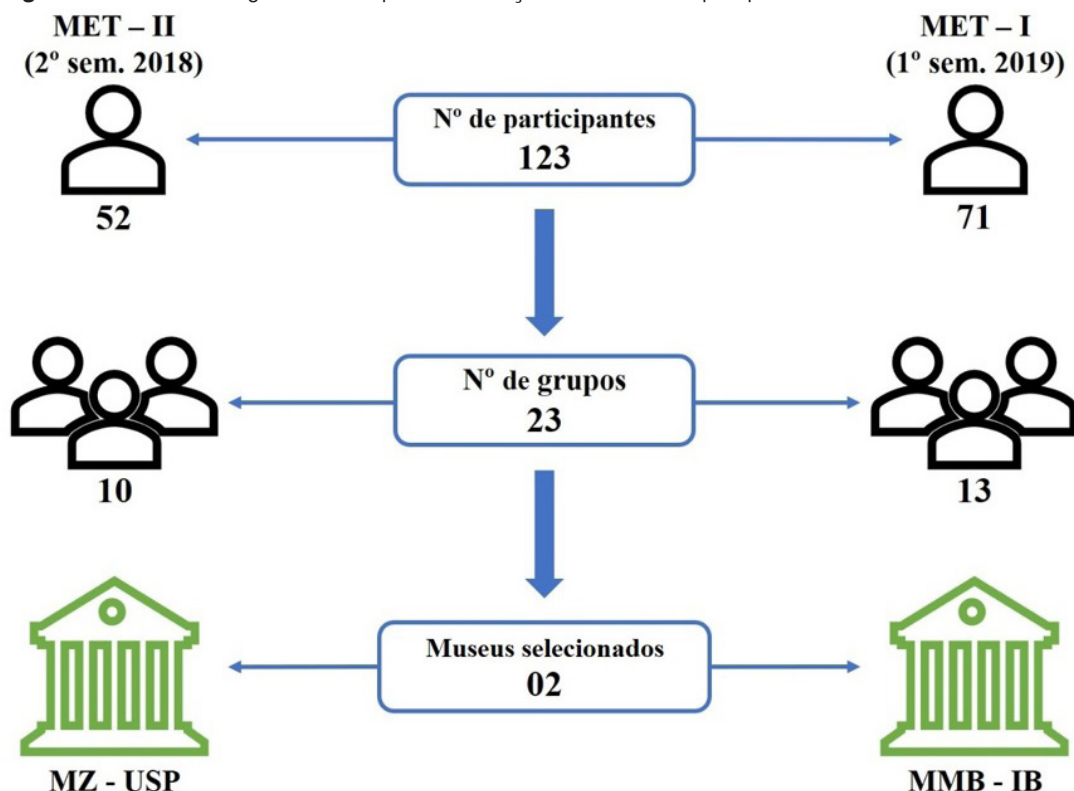 MET – II
(2º sem. 2018)
MET – I
(1º sem. 2019)
Nº de participantes
123
52
71
Nº de grupos
23
10
13
Museus selecionados
02
MZ - USP
MMB - IB